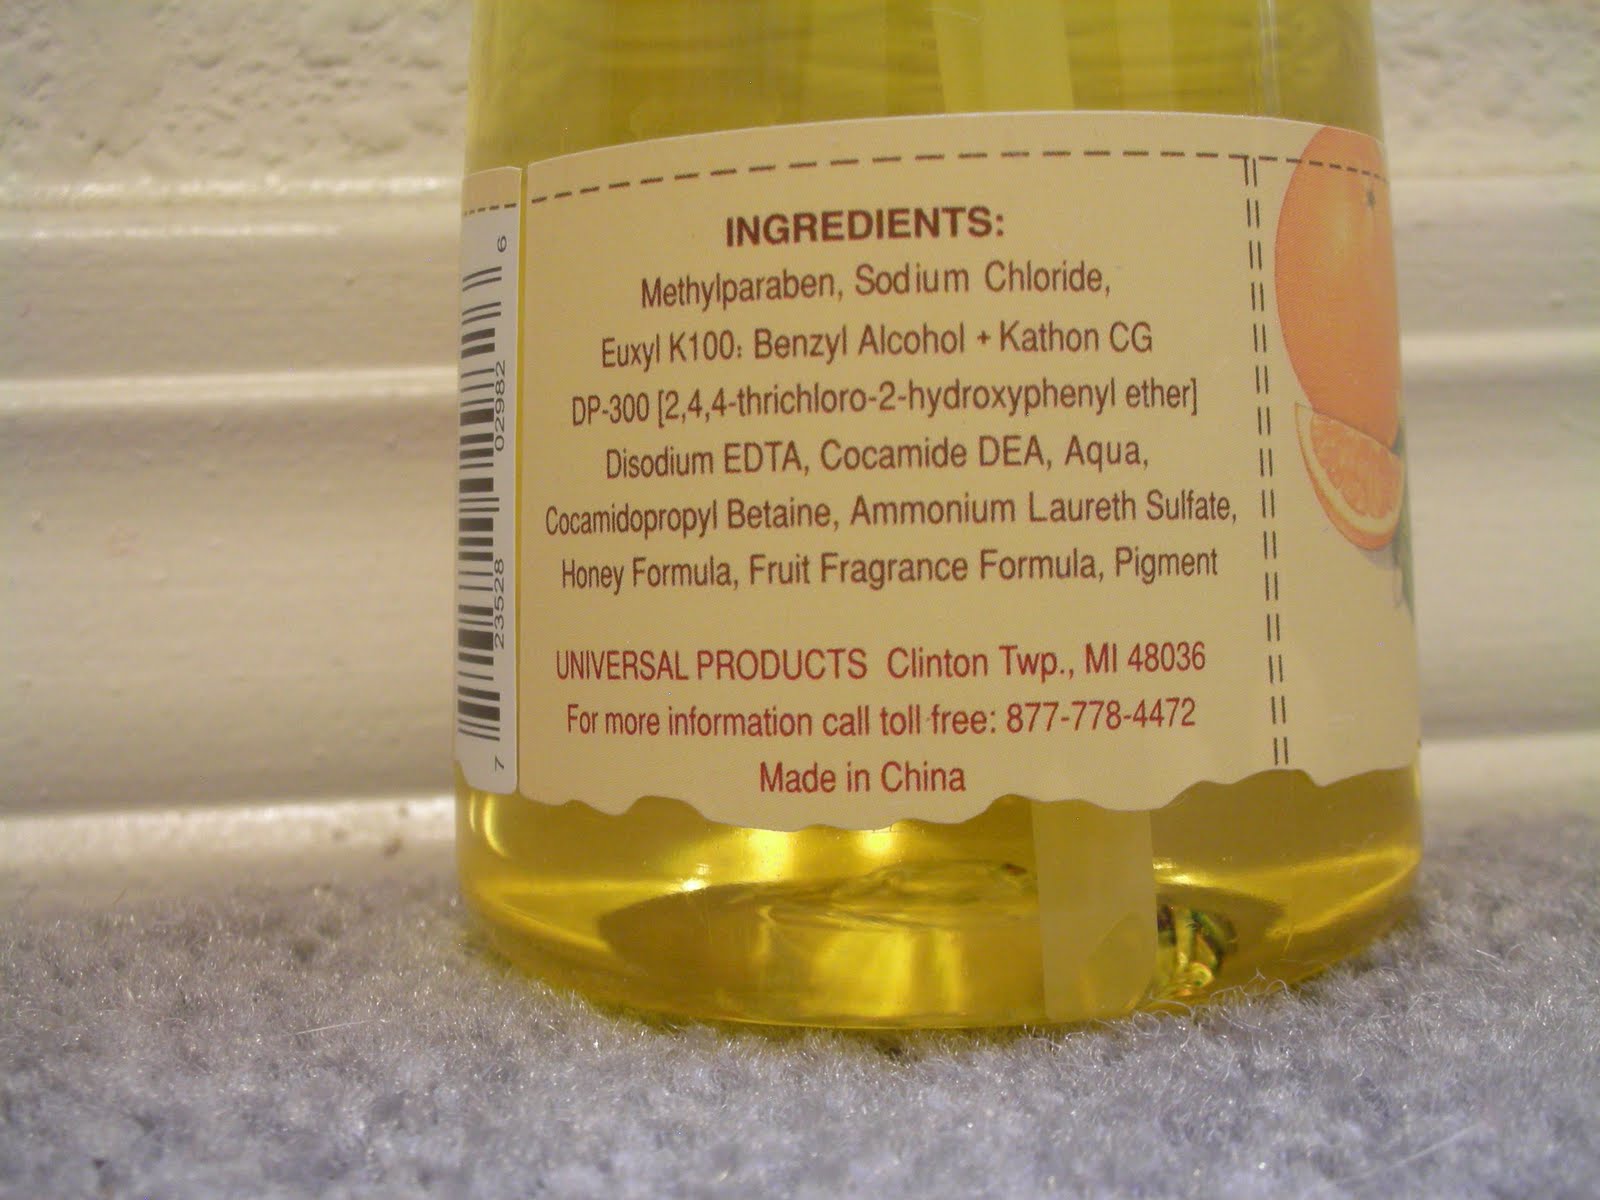 INGREDIENTS:
Methylparaben, Sodium Chloride,
Euxyl K100: Benzyl Alcohol + Kathon CG
DP-300 [2,4,4-thrichloro-2-hydroxyphenyl ether]
Disodium EDTA, Cocamide DEA, Aqua,
Cocamidopropyl Betaine, Ammonium Laureth Sulfate,
Honey Formula, Fruit Fragrance Formula, Pigment
UNIVERSAL PRODUCTS Clinton Twp., MI 48036
For more information call toll free: 877-778-4472
Made in China
7 23528 02982 6